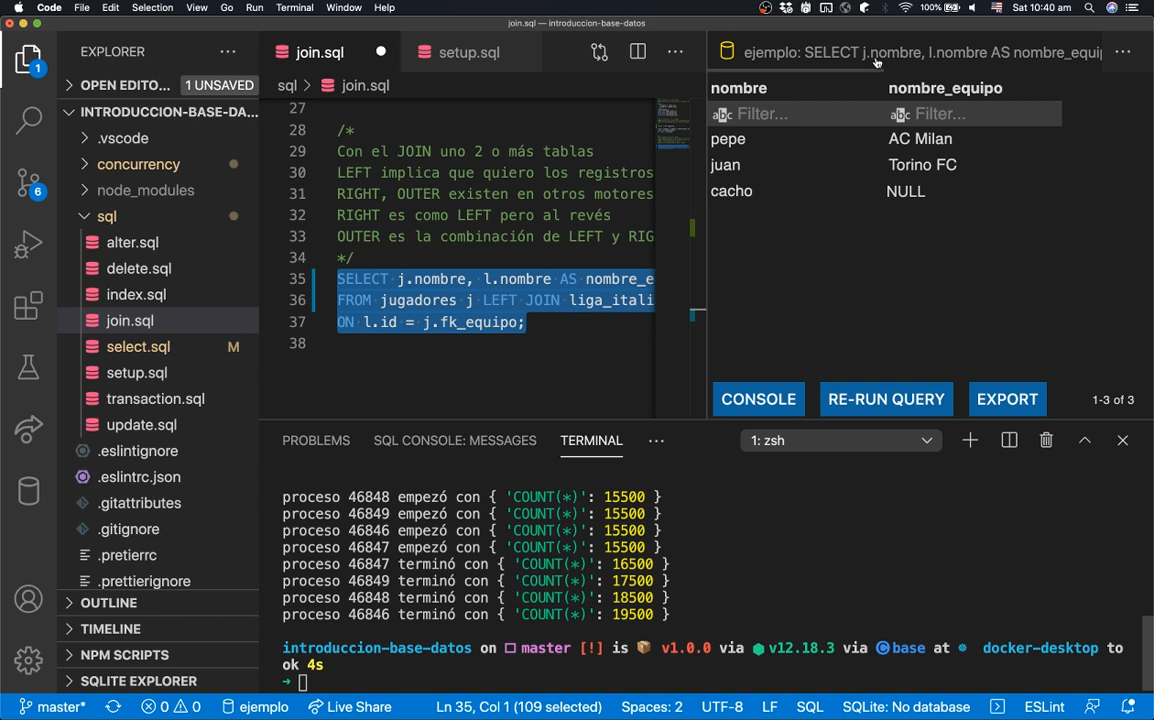 Code File Edit Selection View Go Run Terminal Window Help
100% Sat 10:40 am
join.sql — introduccion-base-datos
EXPLORER
OPEN EDITO... 1 UNSAVED
INTRODUCCION-BASE-DA...
.vscode
concurrency
node_modules
sql
alter.sql
delete.sql
index.sql
join.sql
select.sql M
setup.sql
transaction.sql
update.sql
.eslintignore
.eslintrc.json
.gitattributes
.gitignore
.pretierrc
.prettierignore
OUTLINE
TIMELINE
NPM SCRIPTS
SQLITE EXPLORER
1
6
join.sql
setup.sql
sql > join.sql
27
28 /*
29 Con el JOIN uno 2 o más tablas
30 LEFT implica que quiero los registros
31 RIGHT, OUTER existen en otros motores
32 RIGHT es como LEFT pero al revés
33 OUTER es la combinación de LEFT y RIG
34 */
35 SELECT j.nombre, l.nombre AS nombre_e
36 FROM jugadores j LEFT JOIN liga_itali
37 ON l.id = j.fk_equipo;
38
ejemplo: SELECT j.nombre, l.nombre AS nombre_equi
nombre nombre_equipo
abc Filter... abc Filter...
pepe AC Milan
juan Torino FC
cacho NULL
CONSOLE RE-RUN QUERY EXPORT 1-3 of 3
PROBLEMS SQL CONSOLE: MESSAGES TERMINAL 1: zsh
proceso 46848 empezó con { 'COUNT(*)': 15500 }
proceso 46849 empezó con { 'COUNT(*)': 15500 }
proceso 46846 empezó con { 'COUNT(*)': 15500 }
proceso 46847 empezó con { 'COUNT(*)': 15500 }
proceso 46847 terminó con { 'COUNT(*)': 16500 }
proceso 46849 terminó con { 'COUNT(*)': 17500 }
proceso 46848 terminó con { 'COUNT(*)': 18500 }
proceso 46846 terminó con { 'COUNT(*)': 19500 }
introduccion-base-datos on master [!] is v1.0.0 via v12.18.3 via base at docker-desktop to
ok 4s
master* 0 0 ejemplo Live Share Ln 35, Col 1 (109 selected) Spaces: 2 UTF-8 LF SQL SQLite: No database ESLint